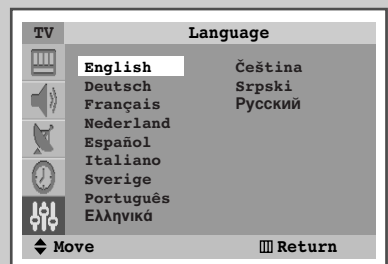 TV
Language
English
Deutsch
Français
Nederland
Español
Italiano
Sverige
Português
Ελληνικά
Čeština
Srpski
Русский
Move
Return